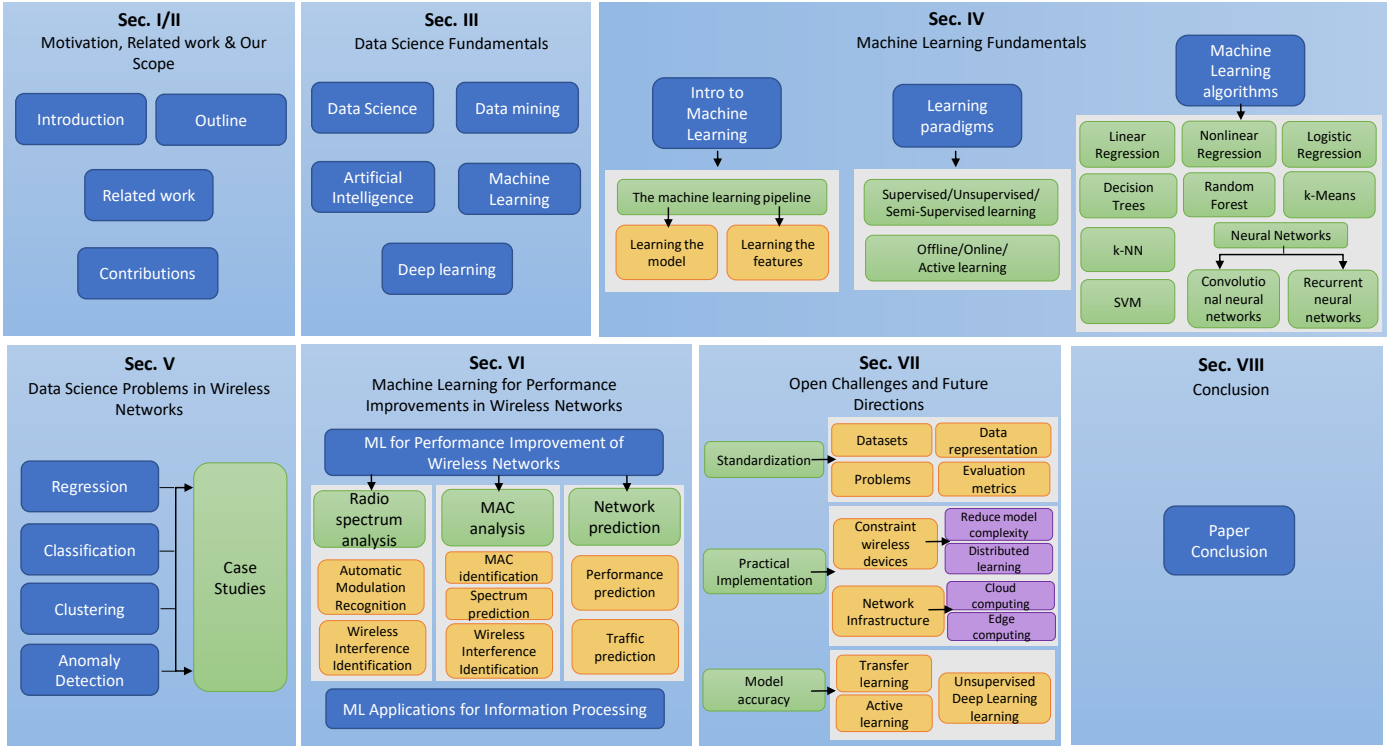 Sec. I/II
Motivation, Related work & Our
Scope
Introduction
Outline
Related work
Contributions
Sec. III
Data Science Fundamentals
Data Science
Data mining
Artificial
Intelligence
Machine
Learning
Deep learning
Sec. IV
Machine Learning Fundamentals
Intro to
Machine
Learning
The machine learning pipeline
Learning the
model
Learning the
features
Learning
paradigms
Supervised/Unsupervised/
Semi-Supervised learning
Offline/Online/
Active learning
Machine
Learning
algorithms
Linear
Regression
Nonlinear
Regression
Logistic
Regression
Decision
Trees
Random
Forest
k-Means
k-NN
Neural Networks
SVM
Convolutio
nal neural
networks
Recurrent
neural
networks
Sec. V
Data Science Problems in Wireless
Networks
Regression
Classification
Clustering
Anomaly
Detection
Case
Studies
Sec. VI
Machine Learning for Performance
Improvements in Wireless Networks
ML for Performance Improvement of
Wireless Networks
Radio
spectrum
analysis
Automatic
Modulation
Recognition
Wireless
Interference
Identification
MAC
analysis
MAC
identification
Spectrum
prediction
Wireless
Interference
Identification
Network
prediction
Performance
prediction
Traffic
prediction
ML Applications for Information Processing
Sec. VII
Open Challenges and Future
Directions
Standardization
Datasets
Data
representation
Problems
Evaluation
metrics
Practical
Implementation
Constraint
wireless
devices
Reduce model
complexity
Distributed
learning
Network
Infrastructure
Cloud
computing
Edge
computing
Model
accuracy
Transfer
learning
Active
learning
Unsupervised
Deep Learning
learning
Sec. VIII
Conclusion
Paper
Conclusion